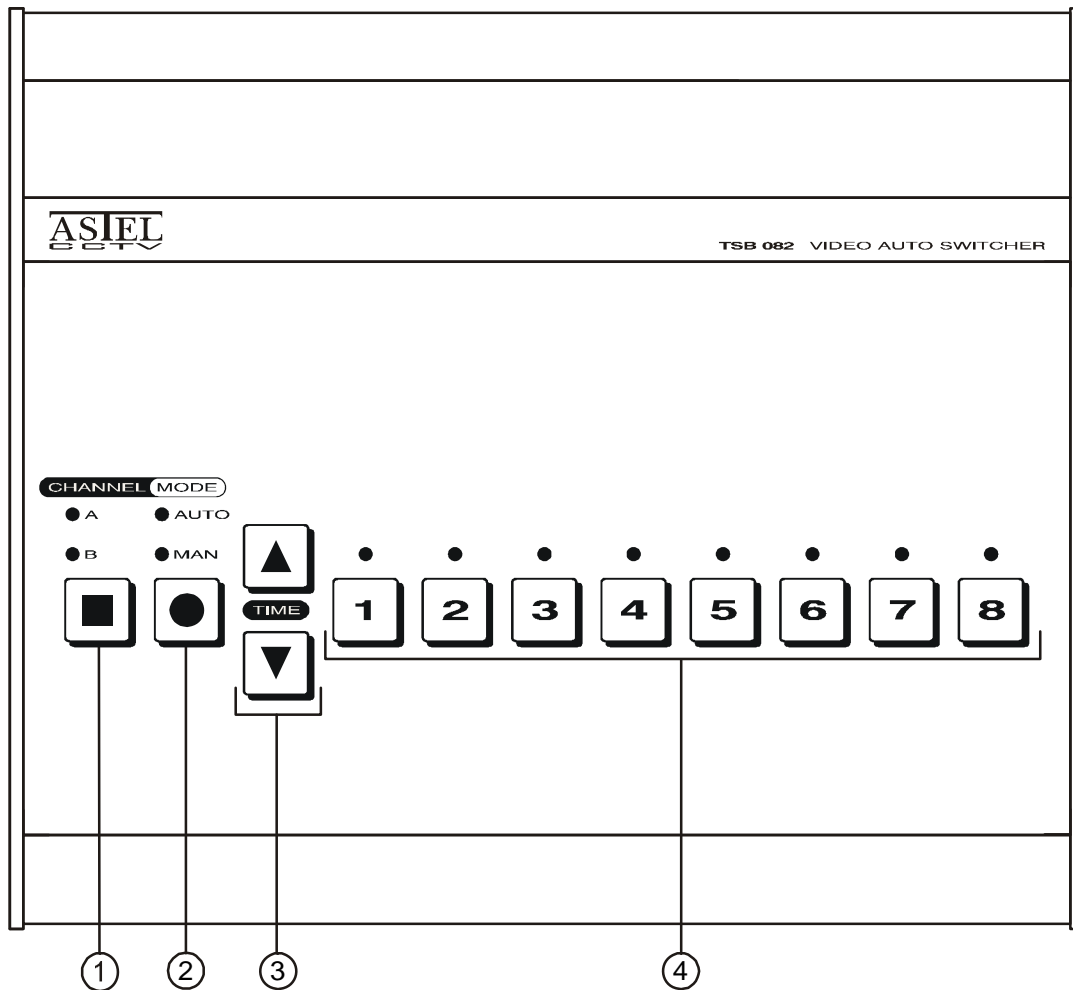 ASTEL
CCTV
TSB 082 VIDEO AUTO SWITCHER
CHANNEL MODE
A AUTO
B MAN
TIME
1 2 3 4 5 6 7 8
1 2 3 4